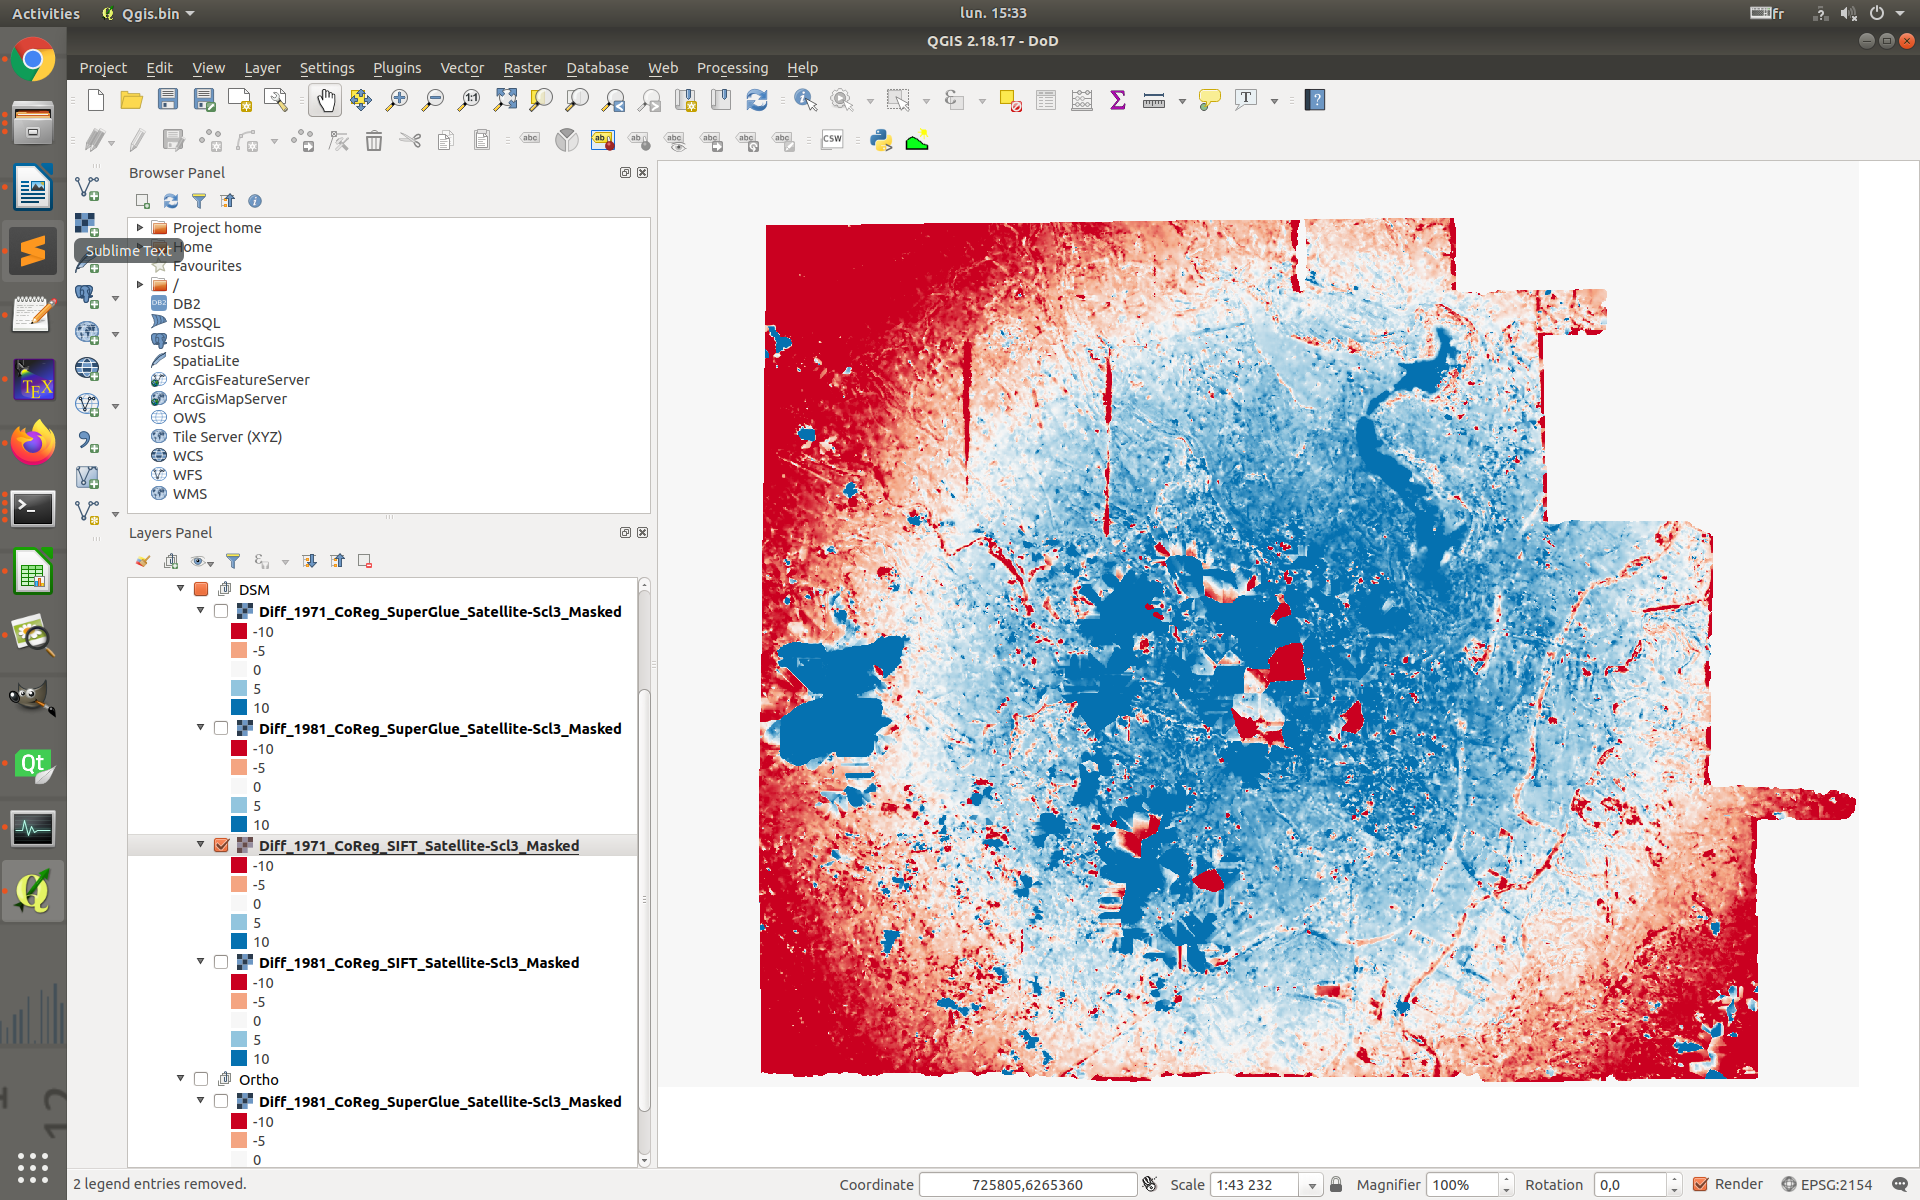 Activities Qgis.bin lun. 15:33 fr
QGIS 2.18.17 - DoD
Project Edit View Layer Settings Plugins Vector Raster Database Web Processing Help
Browser Panel
Project home
Home
Sublime Text
Favourites
/
DB2
MSSQL
PostGIS
SpatiaLite
ArcGisFeatureServer
ArcGisMapServer
OWS
Tile Server (XYZ)
WCS
WFS
WMS
Layers Panel
DSM
Diff_1971_CoReg_SuperGlue_Satellite-Scl3_Masked
-10
-5
0
5
10
Diff_1981_CoReg_SuperGlue_Satellite-Scl3_Masked
-10
-5
0
5
10
Diff_1971_CoReg_SIFT_Satellite-Scl3_Masked
-10
-5
0
5
10
Diff_1981_CoReg_SIFT_Satellite-Scl3_Masked
-10
-5
0
5
10
Ortho
Diff_1981_CoReg_SuperGlue_Satellite-Scl3_Masked
-10
-5
0
2 legend entries removed. Coordinate 725805,6265360 Scale 1:43 232 Magnifier 100% Rotation 0,0 Render EPSG:2154